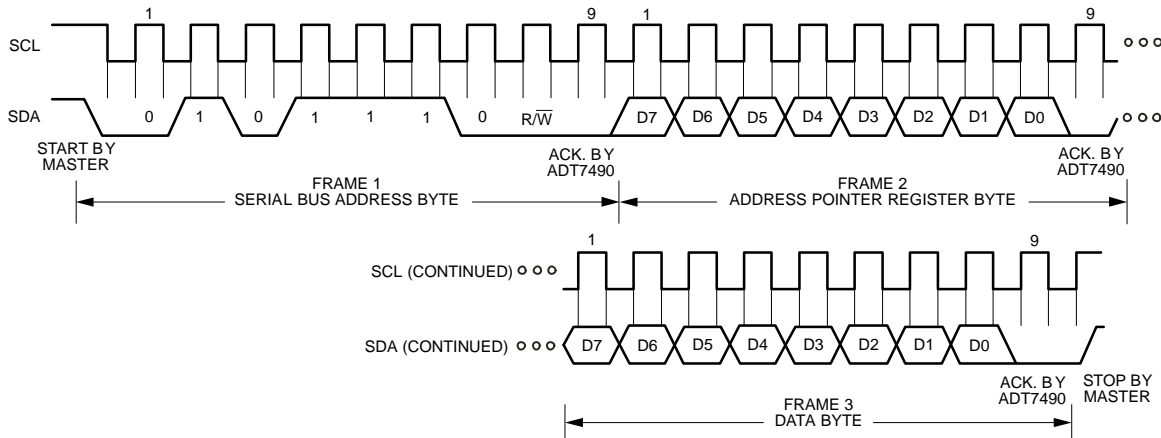 1 9 1 9
SCL
SDA 0 1 0 1 1 1 0 R/W̅ D7 D6 D5 D4 D3 D2 D1 D0
START BY
MASTER
ACK. BY
ADT7490
ACK. BY
ADT7490
FRAME 1
SERIAL BUS ADDRESS BYTE
FRAME 2
ADDRESS POINTER REGISTER BYTE
1 9
SCL (CONTINUED)
SDA (CONTINUED) D7 D6 D5 D4 D3 D2 D1 D0
ACK. BY
ADT7490
STOP BY
MASTER
FRAME 3
DATA BYTE